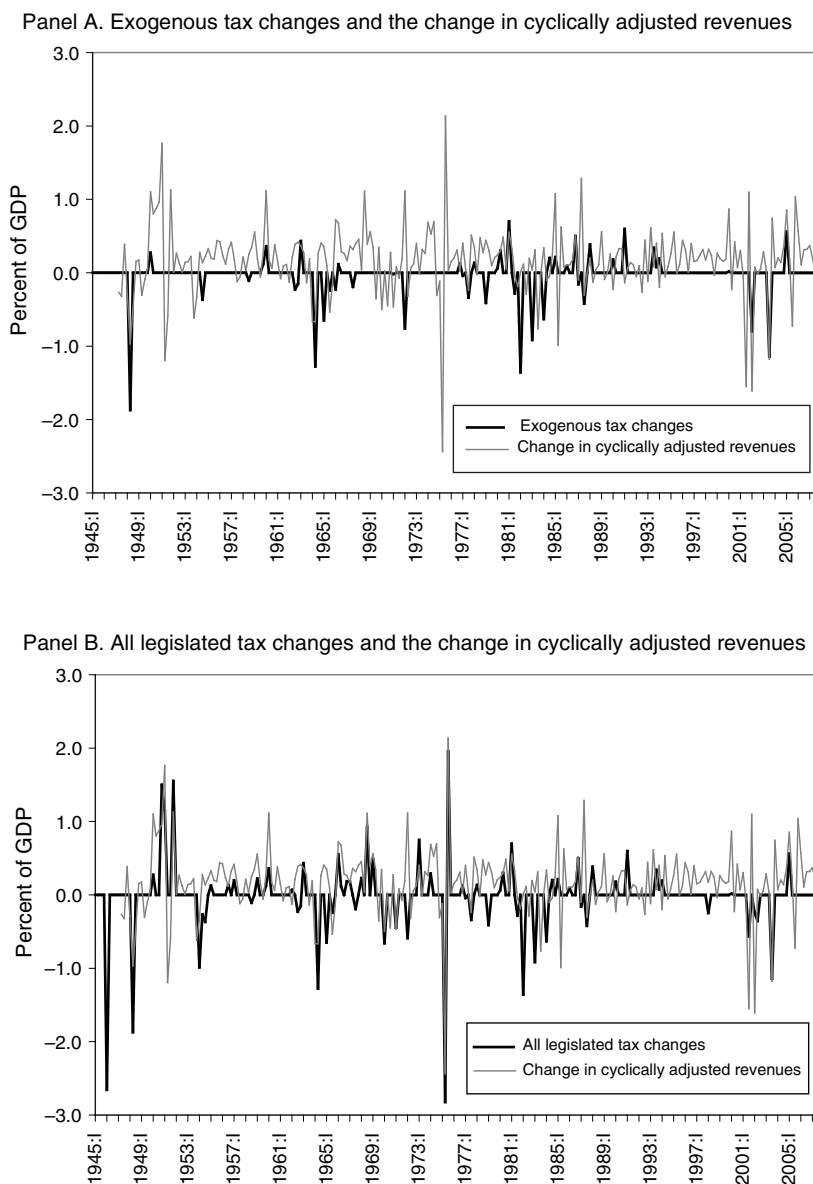 Panel A. Exogenous tax changes and the change in cyclically adjusted revenues
3.0
2.0
1.0
0.0
−1.0
−2.0
−3.0
Percent of GDP
Exogenous tax changes
Change in cyclically adjusted revenues
1945:I
1949:I
1953:I
1957:I
1961:I
1965:I
1969:I
1973:I
1977:I
1981:I
1985:I
1989:I
1993:I
1997:I
2001:I
2005:I
Panel B. All legislated tax changes and the change in cyclically adjusted revenues
3.0
2.0
1.0
0.0
−1.0
−2.0
−3.0
Percent of GDP
All legislated tax changes
Change in cyclically adjusted revenues
1945:I
1949:I
1953:I
1957:I
1961:I
1965:I
1969:I
1973:I
1977:I
1981:I
1985:I
1989:I
1993:I
1997:I
2001:I
2005:I